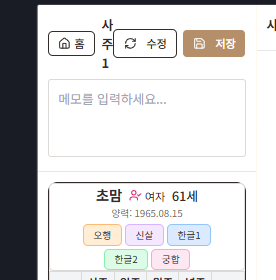 홈 사주1 수정 저장
사
메모를 입력하세요...
초맘 여자 61세
양력: 1965.08.15
오행 신살 한글1
한글2 궁합